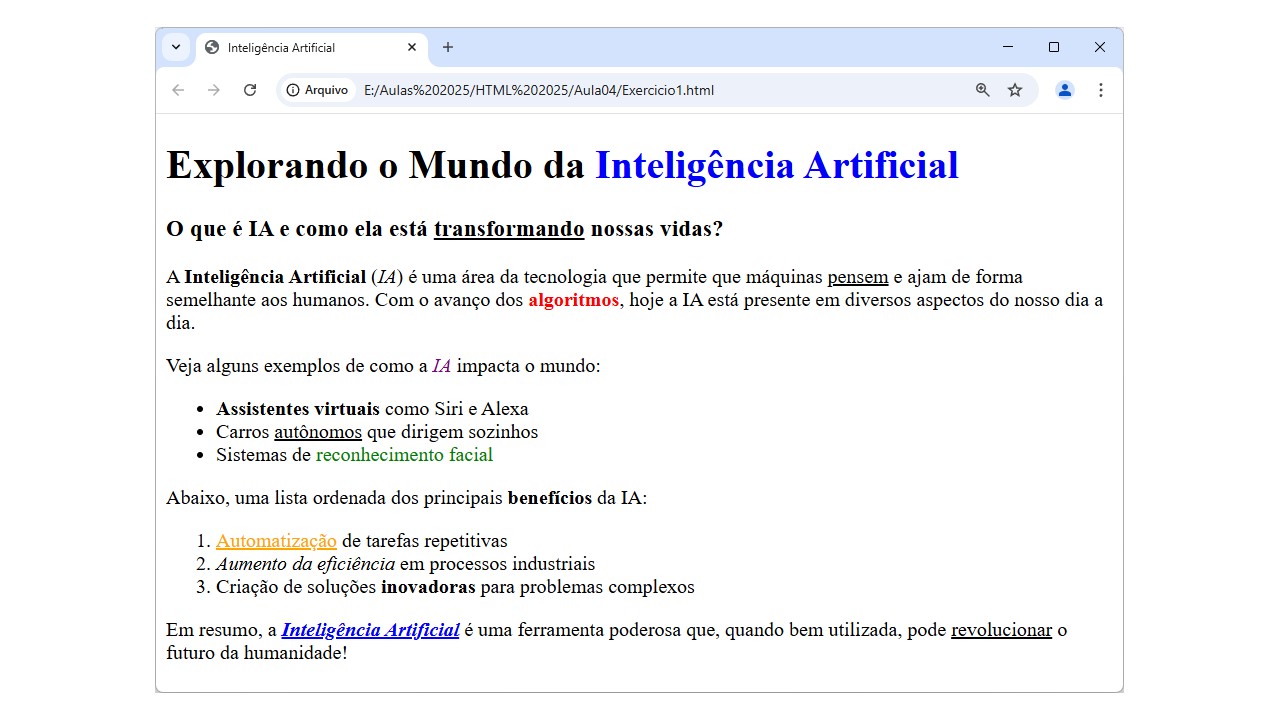 Inteligência Artificial
Arquivo E:/Aulas%202025/HTML%202025/Aula04/Exercicio1.html
Explorando o Mundo da Inteligência Artificial
O que é IA e como ela está transformando nossas vidas?
A Inteligência Artificial (IA) é uma área da tecnologia que permite que máquinas pensem e ajam de forma
semelhante aos humanos. Com o avanço dos algoritmos, hoje a IA está presente em diversos aspectos do nosso dia a
dia.
Veja alguns exemplos de como a IA impacta o mundo:
• Assistentes virtuais como Siri e Alexa
• Carros autônomos que dirigem sozinhos
• Sistemas de reconhecimento facial
Abaixo, uma lista ordenada dos principais benefícios da IA:
1. Automatização de tarefas repetitivas
2. Aumento da eficiência em processos industriais
3. Criação de soluções inovadoras para problemas complexos
Em resumo, a Inteligência Artificial é uma ferramenta poderosa que, quando bem utilizada, pode revolucionar o
futuro da humanidade!